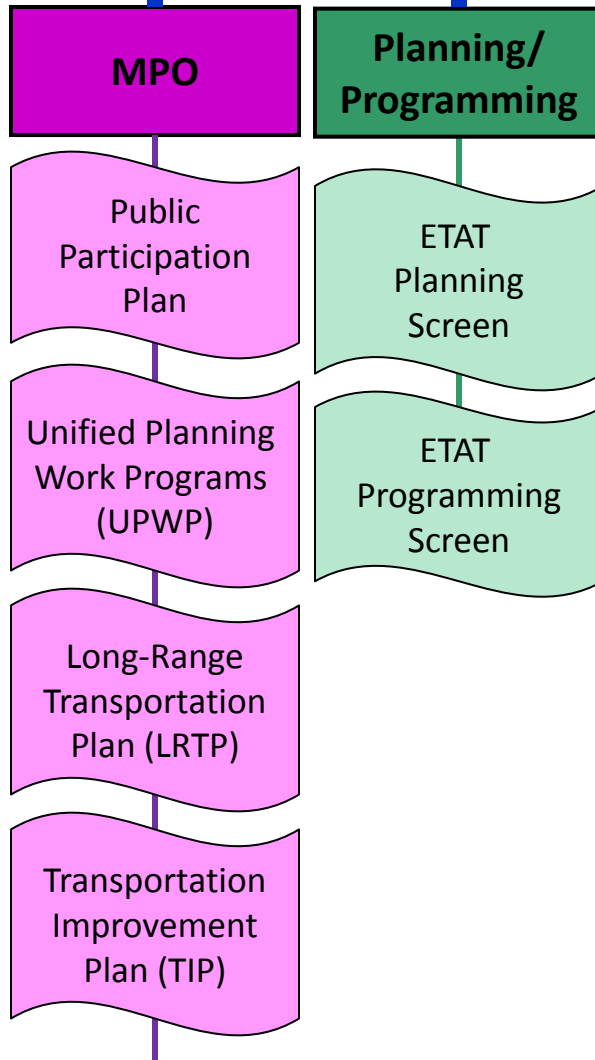 MPO
Public
Participation
Plan
Unified Planning
Work Programs
(UPWP)
Long-Range
Transportation
Plan (LRTP)
Transportation
Improvement
Plan (TIP)
Planning/
Programming
ETAT
Planning
Screen
ETAT
Programming
Screen